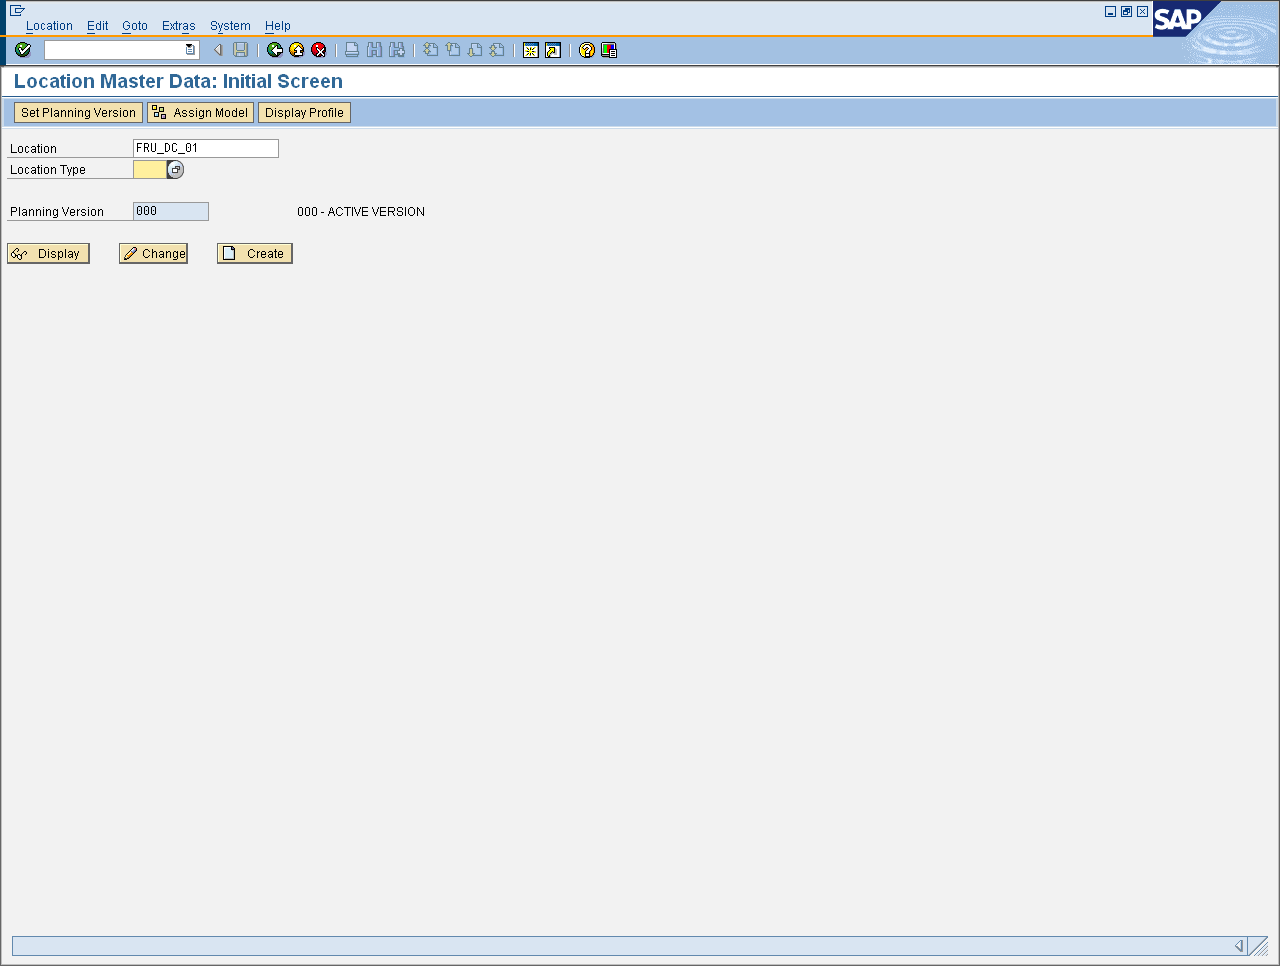 Location Edit Goto Extras System Help
SAP
Location Master Data: Initial Screen
Set Planning Version Assign Model Display Profile
Location FRU_DC_01
Location Type
Planning Version 000 000 - ACTIVE VERSION
Display Change Create